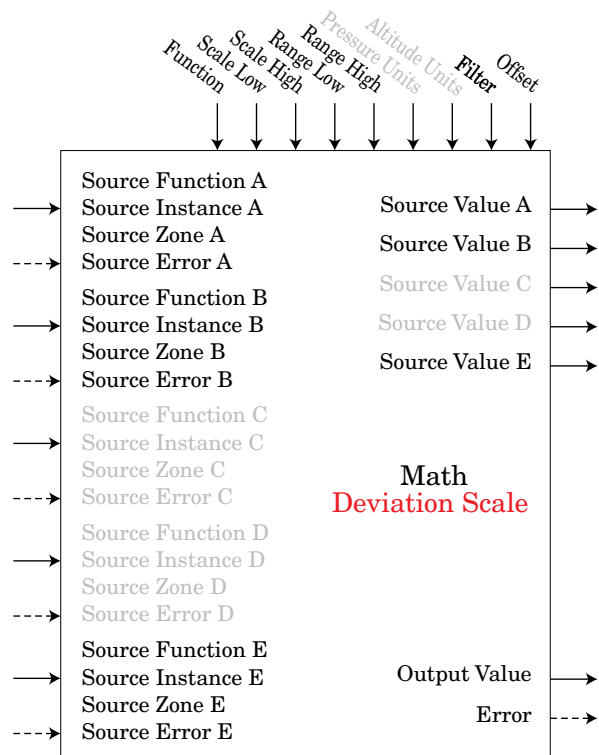 Function
Scale Low
Scale High
Range Low
Range High
Pressure Units
Altitude Units
Filter
Offset
Source Function A
Source Instance A
Source Zone A
Source Error A
Source Function B
Source Instance B
Source Zone B
Source Error B
Source Function C
Source Instance C
Source Zone C
Source Error C
Source Function D
Source Instance D
Source Zone D
Source Error D
Source Function E
Source Instance E
Source Zone E
Source Error E
Source Value A
Source Value B
Source Value C
Source Value D
Source Value E
Math
Deviation Scale
Output Value
Error